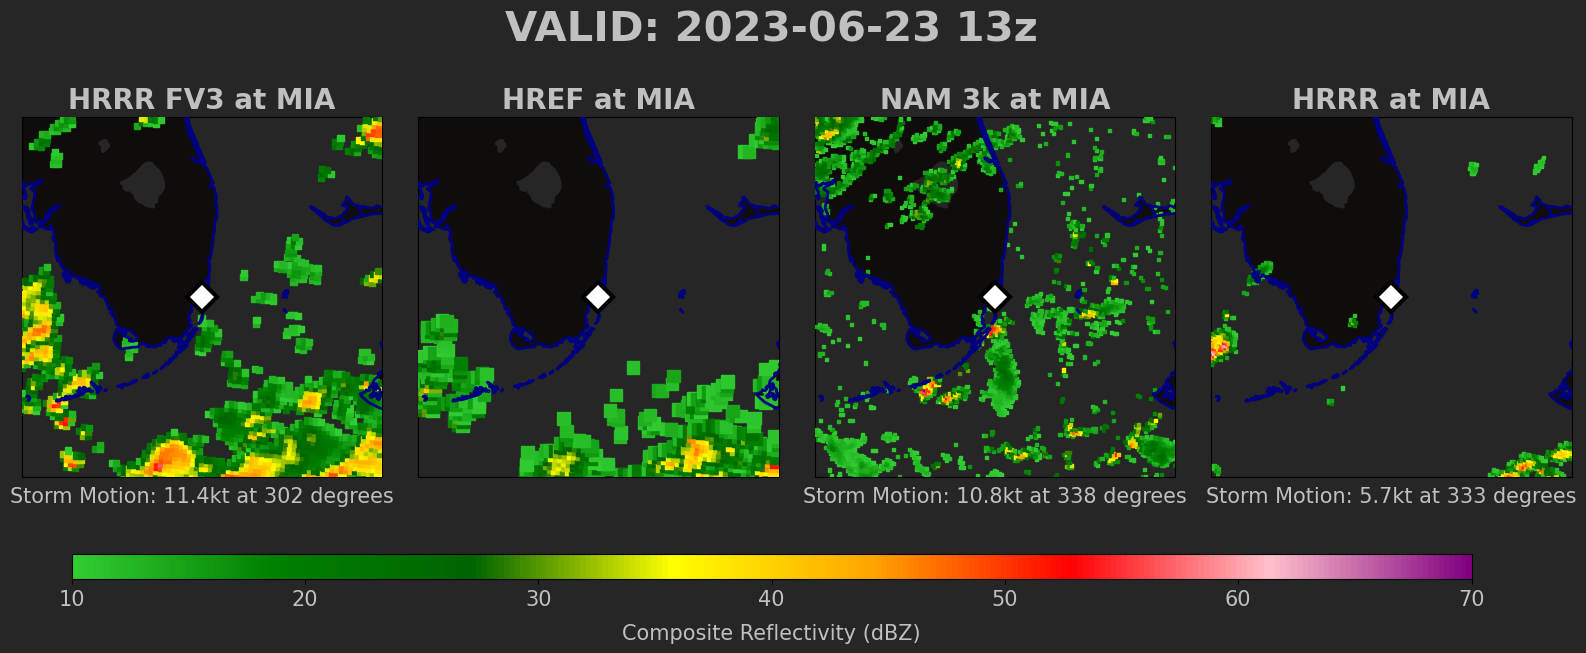 VALID: 2023-06-23 13z
HRRR FV3 at MIA
HREF at MIA
NAM 3k at MIA
HRRR at MIA
Storm Motion: 11.4kt at 302 degrees
Storm Motion: 10.8kt at 338 degrees
Storm Motion: 5.7kt at 333 degrees
10 20 30 40 50 60 70
Composite Reflectivity (dBZ)